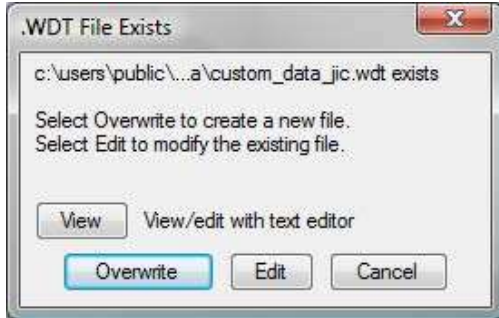 .WDT File Exists
c:\users\public\...a\custom_data_jic.wdt exists
Select Overwrite to create a new file.
Select Edit to modify the existing file.
View View/edit with text editor
Overwrite Edit Cancel